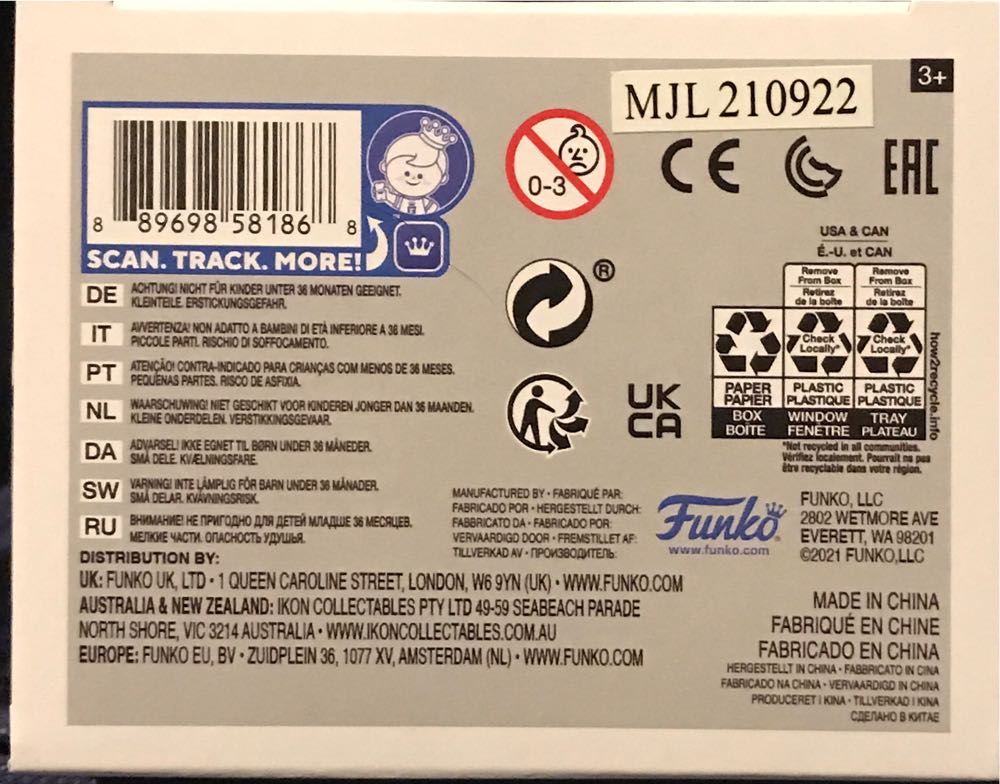 3+
MJL 210922
8 89698 58186 8
SCAN. TRACK. MORE!
0-3
CE EAC
®
UK
CA
USA & CAN
É.-U. et CAN
Remove From Box Retirez de la boîte
Remove From Box Retirez de la boîte
Check Locally*
Check Locally*
PAPER PAPIER
PLASTIC PLASTIQUE
PLASTIC PLASTIQUE
BOX BOÎTE
WINDOW FENÊTRE
TRAY PLATEAU
how2recycle.info
*Not recycled in all communities.
Vérifiez localement. Pourrait ne pas
être recyclable dans votre région.
DE ACHTUNG! NICHT FÜR KINDER UNTER 36 MONATEN GEEIGNET.
KLEINTEILE. ERSTICKUNGSGEFAHR.
IT AVVERTENZA! NON ADATTO A BAMBINI DI ETÀ INFERIORE A 36 MESI.
PICCOLE PARTI. RISCHIO DI SOFFOCAMENTO.
PT ATENÇÃO! CONTRA-INDICADO PARA CRIANÇAS COM MENOS DE 36 MESES.
PEQUENAS PARTES. RISCO DE ASFIXIA.
NL WAARSCHUWING! NIET GESCHIKT VOOR KINDEREN JONGER DAN 36 MAANDEN.
KLEINE ONDERDELEN. VERSTIKKINGSGEVAAR.
DA ADVARSEL! IKKE EGNET TIL BØRN UNDER 36 MÅNEDER.
SMÅ DELE. KVÆLNINGSFARE.
SW VARNING! INTE LÄMPLIG FÖR BARN UNDER 36 MÅNADER.
SMÅ DELAR. KVÄVNINGSRISK.
RU ВНИМАНИЕ! НЕ ПРИГОДНО ДЛЯ ДЕТЕЙ МЛАДШЕ 36 МЕСЯЦЕВ.
МЕЛКИЕ ЧАСТИ. ОПАСНОСТЬ УДУШЬЯ.
MANUFACTURED BY • FABRIQUÉ PAR:
FABRICADO POR • HERGESTELLT DURCH:
FABBRICATO DA • FABRICADO POR:
VERVAARDIGD DOOR • FREMSTILLET AF:
TILLVERKAD AV • ПРОИЗВОДИТЕЛЬ:
Funko®
www.funko.com
FUNKO, LLC
2802 WETMORE AVE
EVERETT, WA 98201
©2021 FUNKO,LLC
DISTRIBUTION BY:
UK: FUNKO UK, LTD • 1 QUEEN CAROLINE STREET, LONDON, W6 9YN (UK) • WWW.FUNKO.COM
AUSTRALIA & NEW ZEALAND: IKON COLLECTABLES PTY LTD 49-59 SEABEACH PARADE
NORTH SHORE, VIC 3214 AUSTRALIA • WWW.IKONCOLLECTABLES.COM.AU
EUROPE: FUNKO EU, BV • ZUIDPLEIN 36, 1077 XV, AMSTERDAM (NL) • WWW.FUNKO.COM
MADE IN CHINA
FABRIQUÉ EN CHINE
FABRICADO EN CHINA
HERGESTELLT IN CHINA • FABBRICATO IN CINA
FABRICADO NA CHINA • VERVAARDIGD IN CHINA
PRODUCERET I KINA • TILLVERKAD I KINA
СДЕЛАНО В КИТАЕ